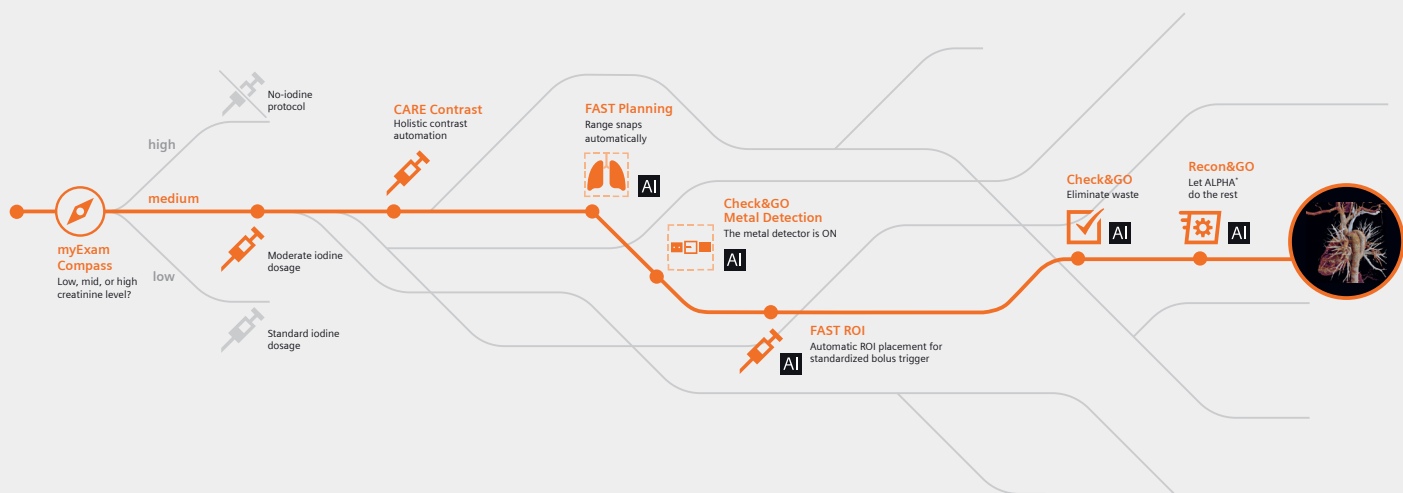 No-iodine
protocol
high
medium
low
myExam
Compass
Low, mid, or high
creatinine level?
Moderate iodine
dosage
Standard iodine
dosage
CARE Contrast
Holistic contrast
automation
FAST Planning
Range snaps
automatically
AI
Check&GO
Metal Detection
The metal detector is ON
AI
FAST ROI
Automatic ROI placement for
standardized bolus trigger
AI
Check&GO
Eliminate waste
AI
Recon&GO
Let ALPHA*
do the rest
AI